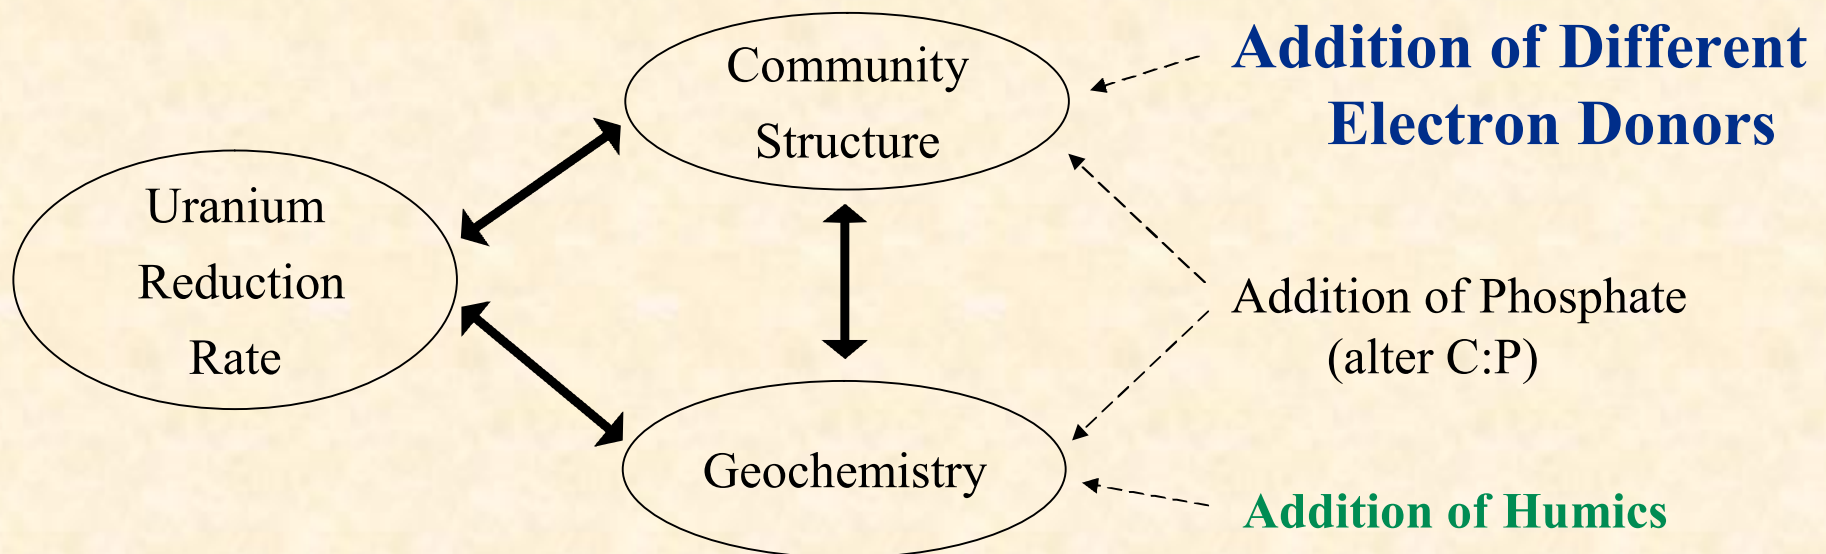 Community
Structure
Addition of Different
Electron Donors
Uranium
Reduction
Rate
Addition of Phosphate
(alter C:P)
Geochemistry
Addition of Humics